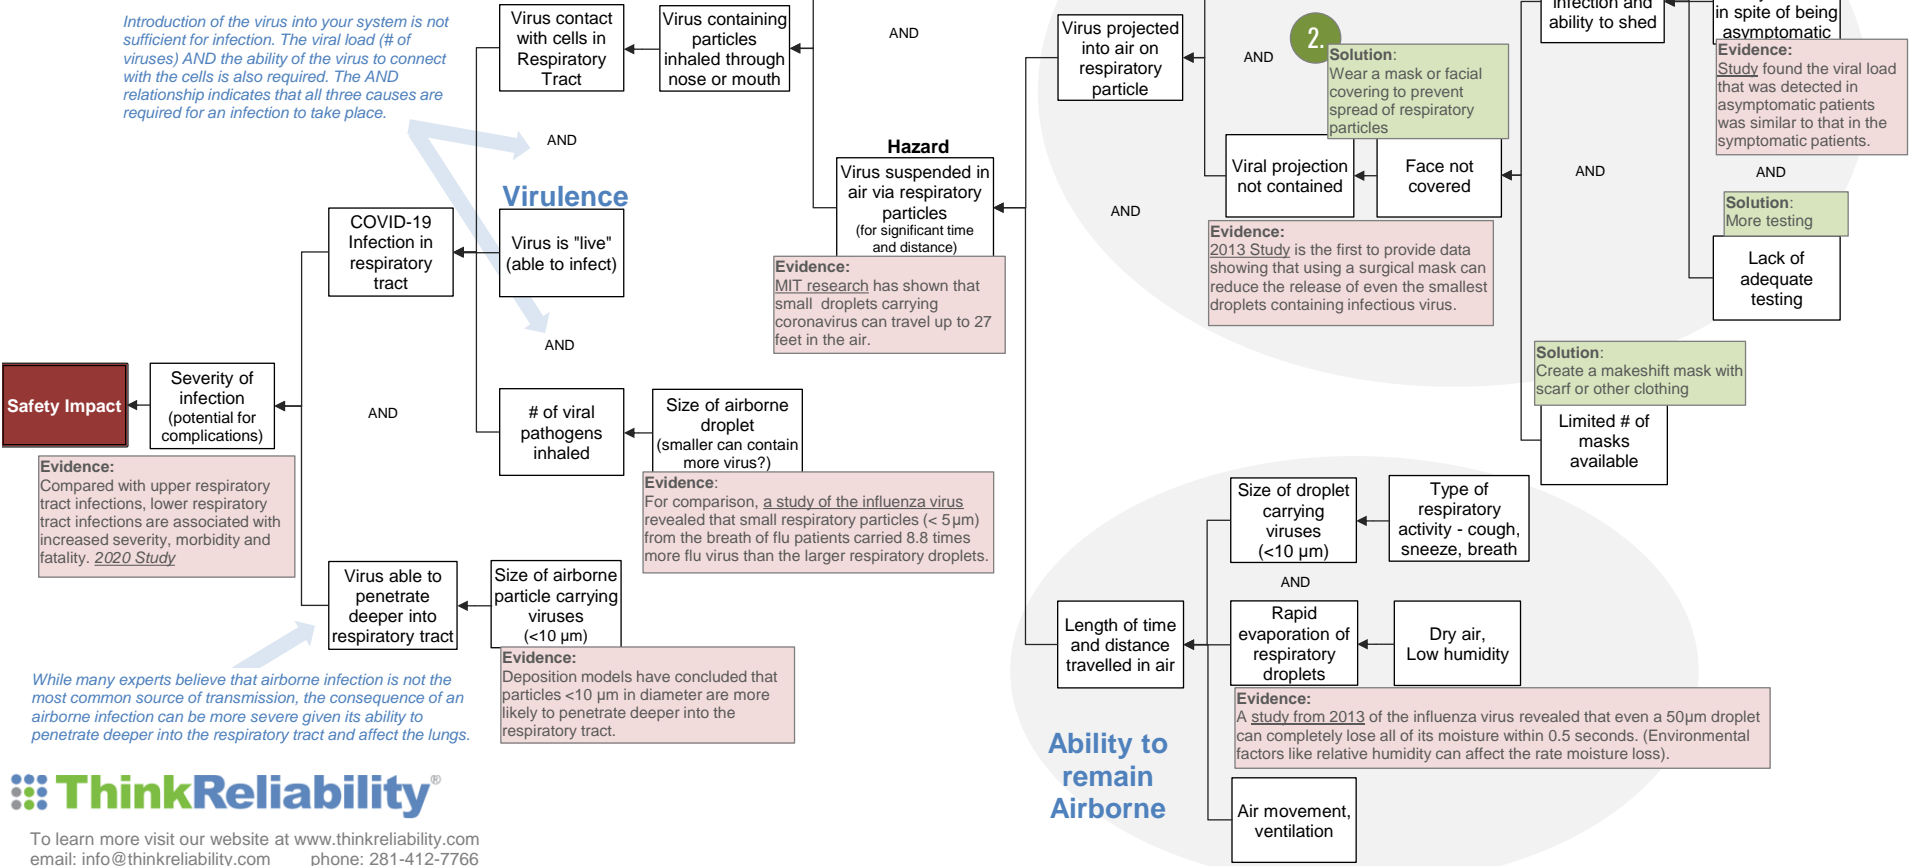 Introduction of the virus into your system is not
sufficient for infection. The viral load (# of
viruses) AND the ability of the virus to connect
with the cells is also required. The AND
relationship indicates that all three causes are
required for an infection to take place.
Virus contact
with cells in
Respiratory
Tract
Virus containing
particles
inhaled through
nose or mouth
AND
Virus projected
into air on
respiratory
particle
AND
2.
Solution:
Wear a mask or facial
covering to prevent
spread of respiratory
particles
infection and
ability to shed
in spite of being
asymptomatic
Evidence:
Study found the viral load
that was detected in
asymptomatic patients
was similar to that in the
symptomatic patients.
AND
Virulence
Hazard
Virus suspended in
air via respiratory
particles
(for significant time
and distance)
Evidence:
MIT research has shown that
small droplets carrying
coronavirus can travel up to 27
feet in the air.
AND
Viral projection
not contained
Face not
covered
AND
AND
Evidence:
2013 Study is the first to provide data
showing that using a surgical mask can
reduce the release of even the smallest
droplets containing infectious virus.
Solution:
More testing
Lack of
adequate
testing
COVID-19
Infection in
respiratory
tract
Virus is "live"
(able to infect)
AND
Safety Impact
Severity of
infection
(potential for
complications)
AND
# of viral
pathogens
inhaled
Size of airborne
droplet
(smaller can contain
more virus?)
Solution:
Create a makeshift mask with
scarf or other clothing
Limited # of
masks
available
Evidence:
Compared with upper respiratory
tract infections, lower respiratory
tract infections are associated with
increased severity, morbidity and
fatality. 2020 Study
Evidence:
For comparison, a study of the influenza virus
revealed that small respiratory particles (< 5µm)
from the breath of flu patients carried 8.8 times
more flu virus than the larger respiratory droplets.
Size of droplet
carrying
viruses
(<10 µm)
Type of
respiratory
activity - cough,
sneeze, breath
AND
Virus able to
penetrate
deeper into
respiratory tract
Size of airborne
particle carrying
viruses
(<10 µm)
Evidence:
Deposition models have concluded that
particles <10 µm in diameter are more
likely to penetrate deeper into the
respiratory tract.
Length of time
and distance
travelled in air
Rapid
evaporation of
respiratory
droplets
Dry air,
Low humidity
Evidence:
A study from 2013 of the influenza virus revealed that even a 50µm droplet
can completely lose all of its moisture within 0.5 seconds. (Environmental
factors like relative humidity can affect the rate moisture loss).
While many experts believe that airborne infection is not the
most common source of transmission, the consequence of an
airborne infection can be more severe given its ability to
penetrate deeper into the respiratory tract and affect the lungs.
Ability to
remain
Airborne
Air movement,
ventilation
ThinkReliability®
To learn more visit our website at www.thinkreliability.com
email: info@thinkreliability.com phone: 281-412-7766